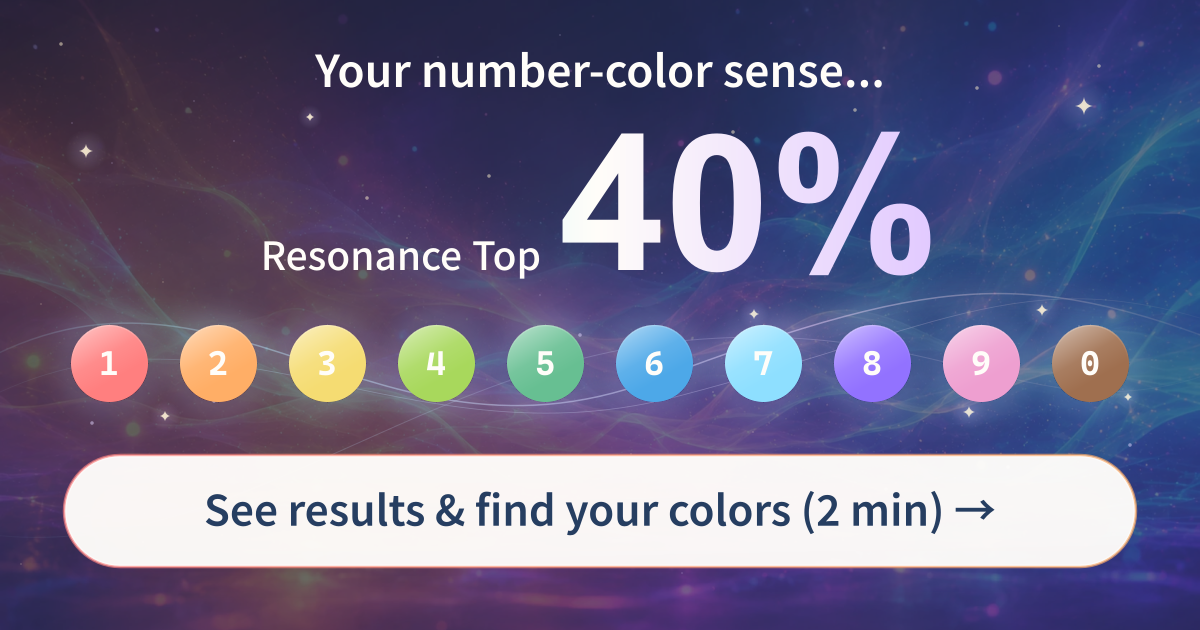 Your number-color sense...
Resonance Top 40%
1 2 3 4 5 6 7 8 9 0
See results & find your colors (2 min) →